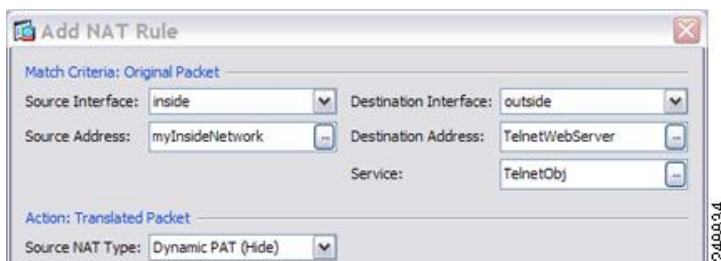 Add NAT Rule
Match Criteria: Original Packet
Source Interface: inside Destination Interface: outside
Source Address: myInsideNetwork ... Destination Address: TelnetWebServer ...
Service: TelnetObj ...
Action: Translated Packet
Source NAT Type: Dynamic PAT (Hide)
248834